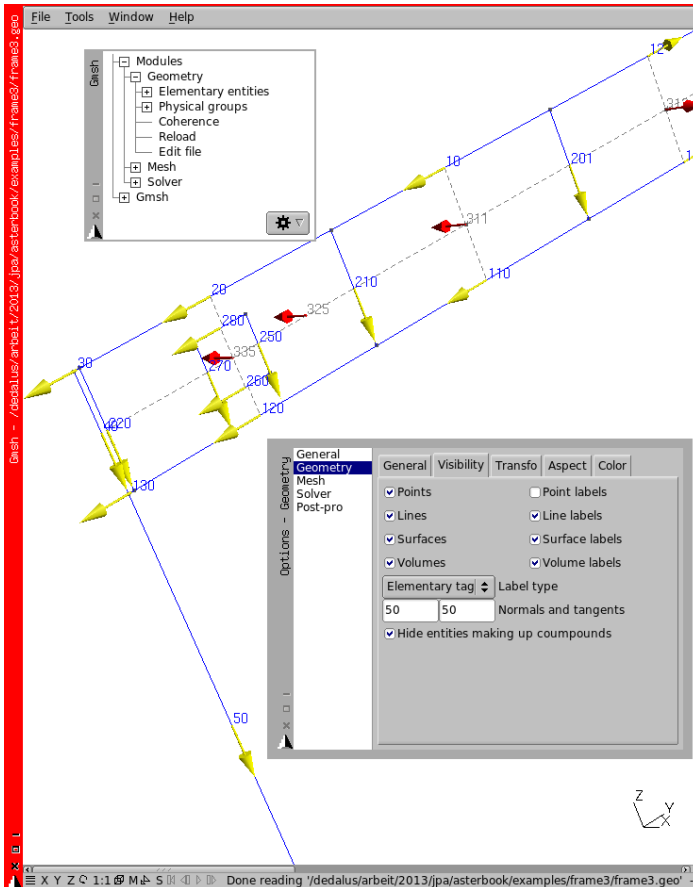 File Tools Window Help
Gmsh - /dedalus/arbeit/2013/jpa/asterbook/examples/frame3/frame3.geo
Gmsh
Modules
Geometry
Elementary entities
Physical groups
Coherence
Reload
Edit file
Mesh
Solver
Gmsh
12
313
10
201
311
110
20
210
325
280
250
335
270
260
30
120
40
220
130
50
Options - Geometry
General
Geometry
Mesh
Solver
Post-pro
General Visibility Transfo Aspect Color
Points Point labels
Lines Line labels
Surfaces Surface labels
Volumes Volume labels
Elementary tag Label type
50 50 Normals and tangents
Hide entities making up coumpounds
Z
Y
X
X Y Z 1:1 M S Done reading '/dedalus/arbeit/2013/jpa/asterbook/examples/frame3/frame3.geo'